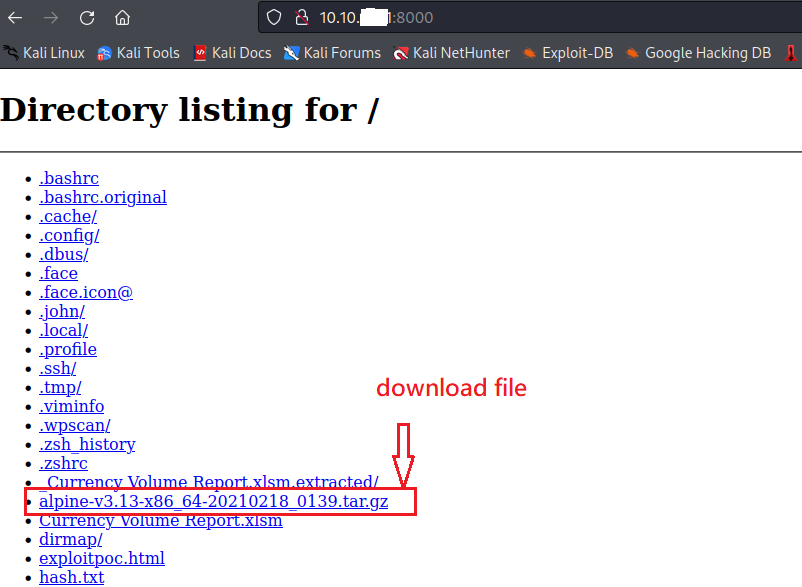 10.10. 1:8000
Kali Linux Kali Tools Kali Docs Kali Forums Kali NetHunter Exploit-DB Google Hacking DB
Directory listing for /
.bashrc
.bashrc.original
.cache/
.config/
.dbus/
.face
.face.icon@
.john/
.local/
.profile
.ssh/
.tmp/
download file
.viminfo
.wpscan/
.zsh_history
.zshrc
_Currency Volume Report.xlsm.extracted/
alpine-v3.13-x86_64-20210218_0139.tar.gz
Currency Volume Report.xlsm
dirmap/
exploitpoc.html
hash.txt